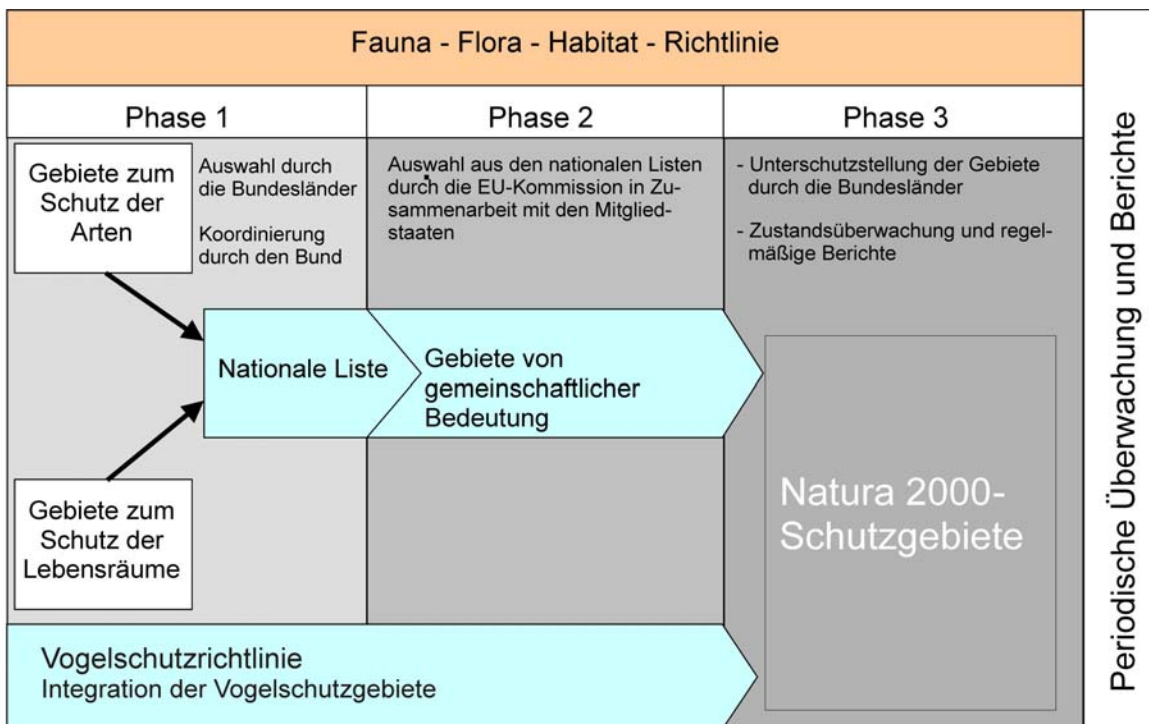 Fauna - Flora - Habitat - Richtlinie
Phase 1
Phase 2
Phase 3
Gebiete zum
Schutz der
Arten
Auswahl durch
die Bundesländer
Koordinierung
durch den Bund
Auswahl aus den nationalen Listen
durch die EU-Kommission in Zu-
sammenarbeit mit den Mitglied-
staaten
- Unterschutzstellung der Gebiete
durch die Bundesländer
- Zustandsüberwachung und regel-
mäßige Berichte
Nationale Liste
Gebiete von
gemeinschaftlicher
Bedeutung
Gebiete zum
Schutz der
Lebensräume
Natura 2000-
Schutzgebiete
Vogelschutzrichtlinie
Integration der Vogelschutzgebiete
Periodische Überwachung und Berichte